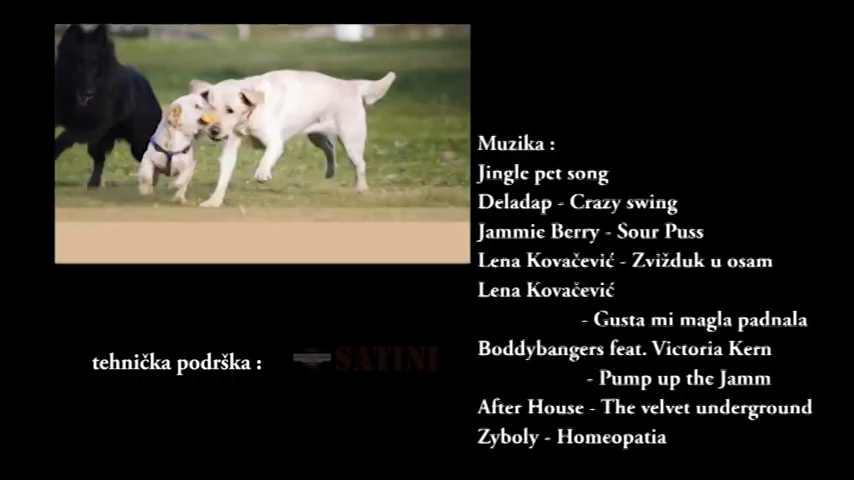 Muzika :
Jingle pet song
Deladap - Crazy swing
Jammie Berry - Sour Puss
Lena Kovačević - Zvižduk u osam
Lena Kovačević
- Gusta mi magla padnala
Boddybangers feat. Victoria Kern
- Pump up the Jamm
After House - The velvet underground
Zyboly - Homeopatia
tehnička podrška :
SATINI